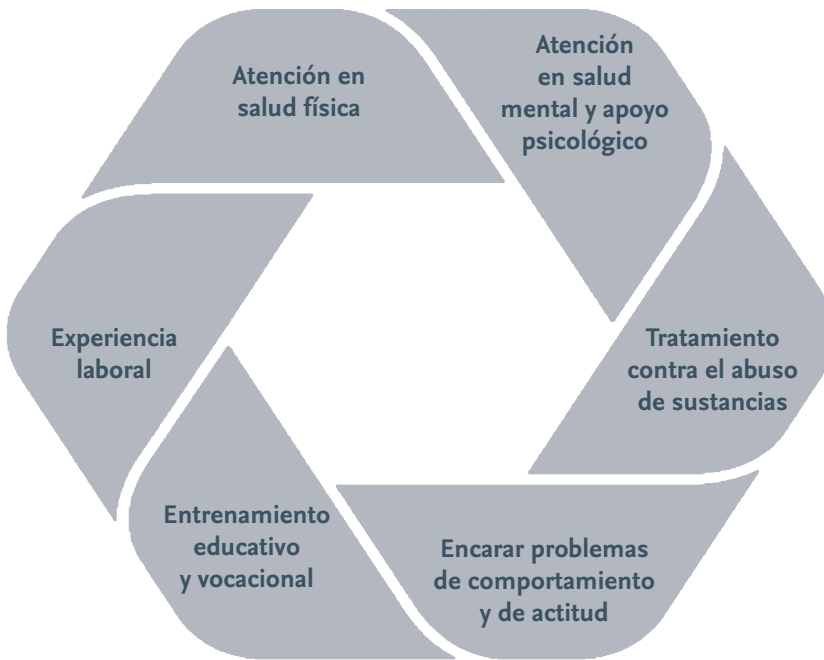 Atención en
salud física
Atención
en salud
mental y apoyo
psicológico
Tratamiento
contra el abuso
de sustancias
Encarar problemas
de comportamiento
y de actitud
Entrenamiento
educativo
y vocacional
Experiencia
laboral